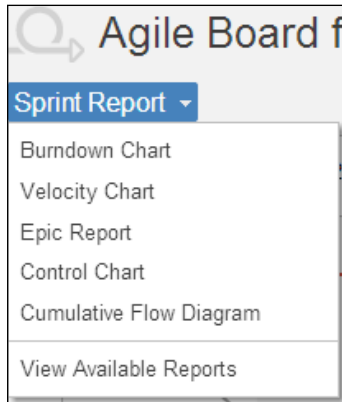 Agile Board f
Sprint Report
Burndown Chart
Velocity Chart
Epic Report
Control Chart
Cumulative Flow Diagram
View Available Reports